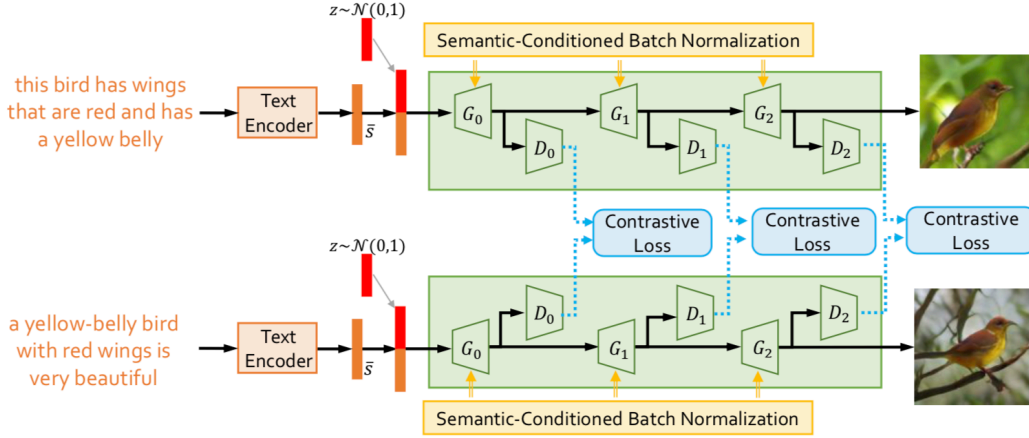 z~𝒩(0,1)
Semantic-Conditioned Batch Normalization
this bird has wings
that are red and has
a yellow belly
Text
Encoder
s̄
G₀
G₁
G₂
D₀
D₁
D₂
Contrastive
Loss
Contrastive
Loss
Contrastive
Loss
z~𝒩(0,1)
a yellow-belly bird
with red wings is
very beautiful
Text
Encoder
s̄
D₀
D₁
D₂
G₀
G₁
G₂
Semantic-Conditioned Batch Normalization